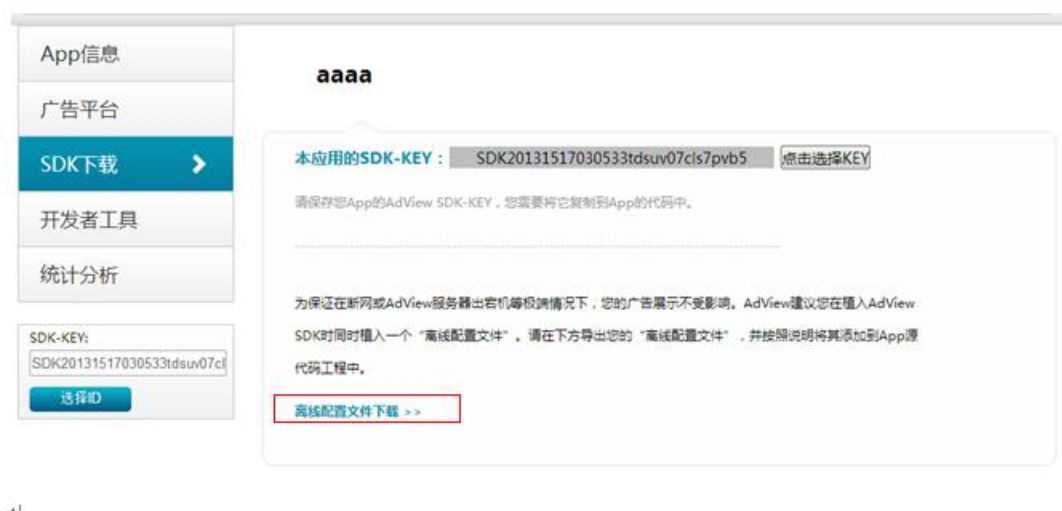 App信息
广告平台
SDK下载
开发者工具
统计分析
SDK-KEY:
SDK20131517030533tdsuv07cl
选择ID
aaaa
本应用的SDK-KEY： SDK20131517030533tdsuv07cls7pvb5 点击选择KEY
请保存您App的AdView SDK-KEY，您需要将它复制到App的代码中。
为保证在断网或AdView服务器出宕机等极端情况下，您的广告展示不受影响。AdView建议您在植入AdView
SDK时同时植入一个“离线配置文件”。请在下方导出您的“离线配置文件”，并按照说明将其添加到App源
代码工程中。
离线配置文件下载 >>